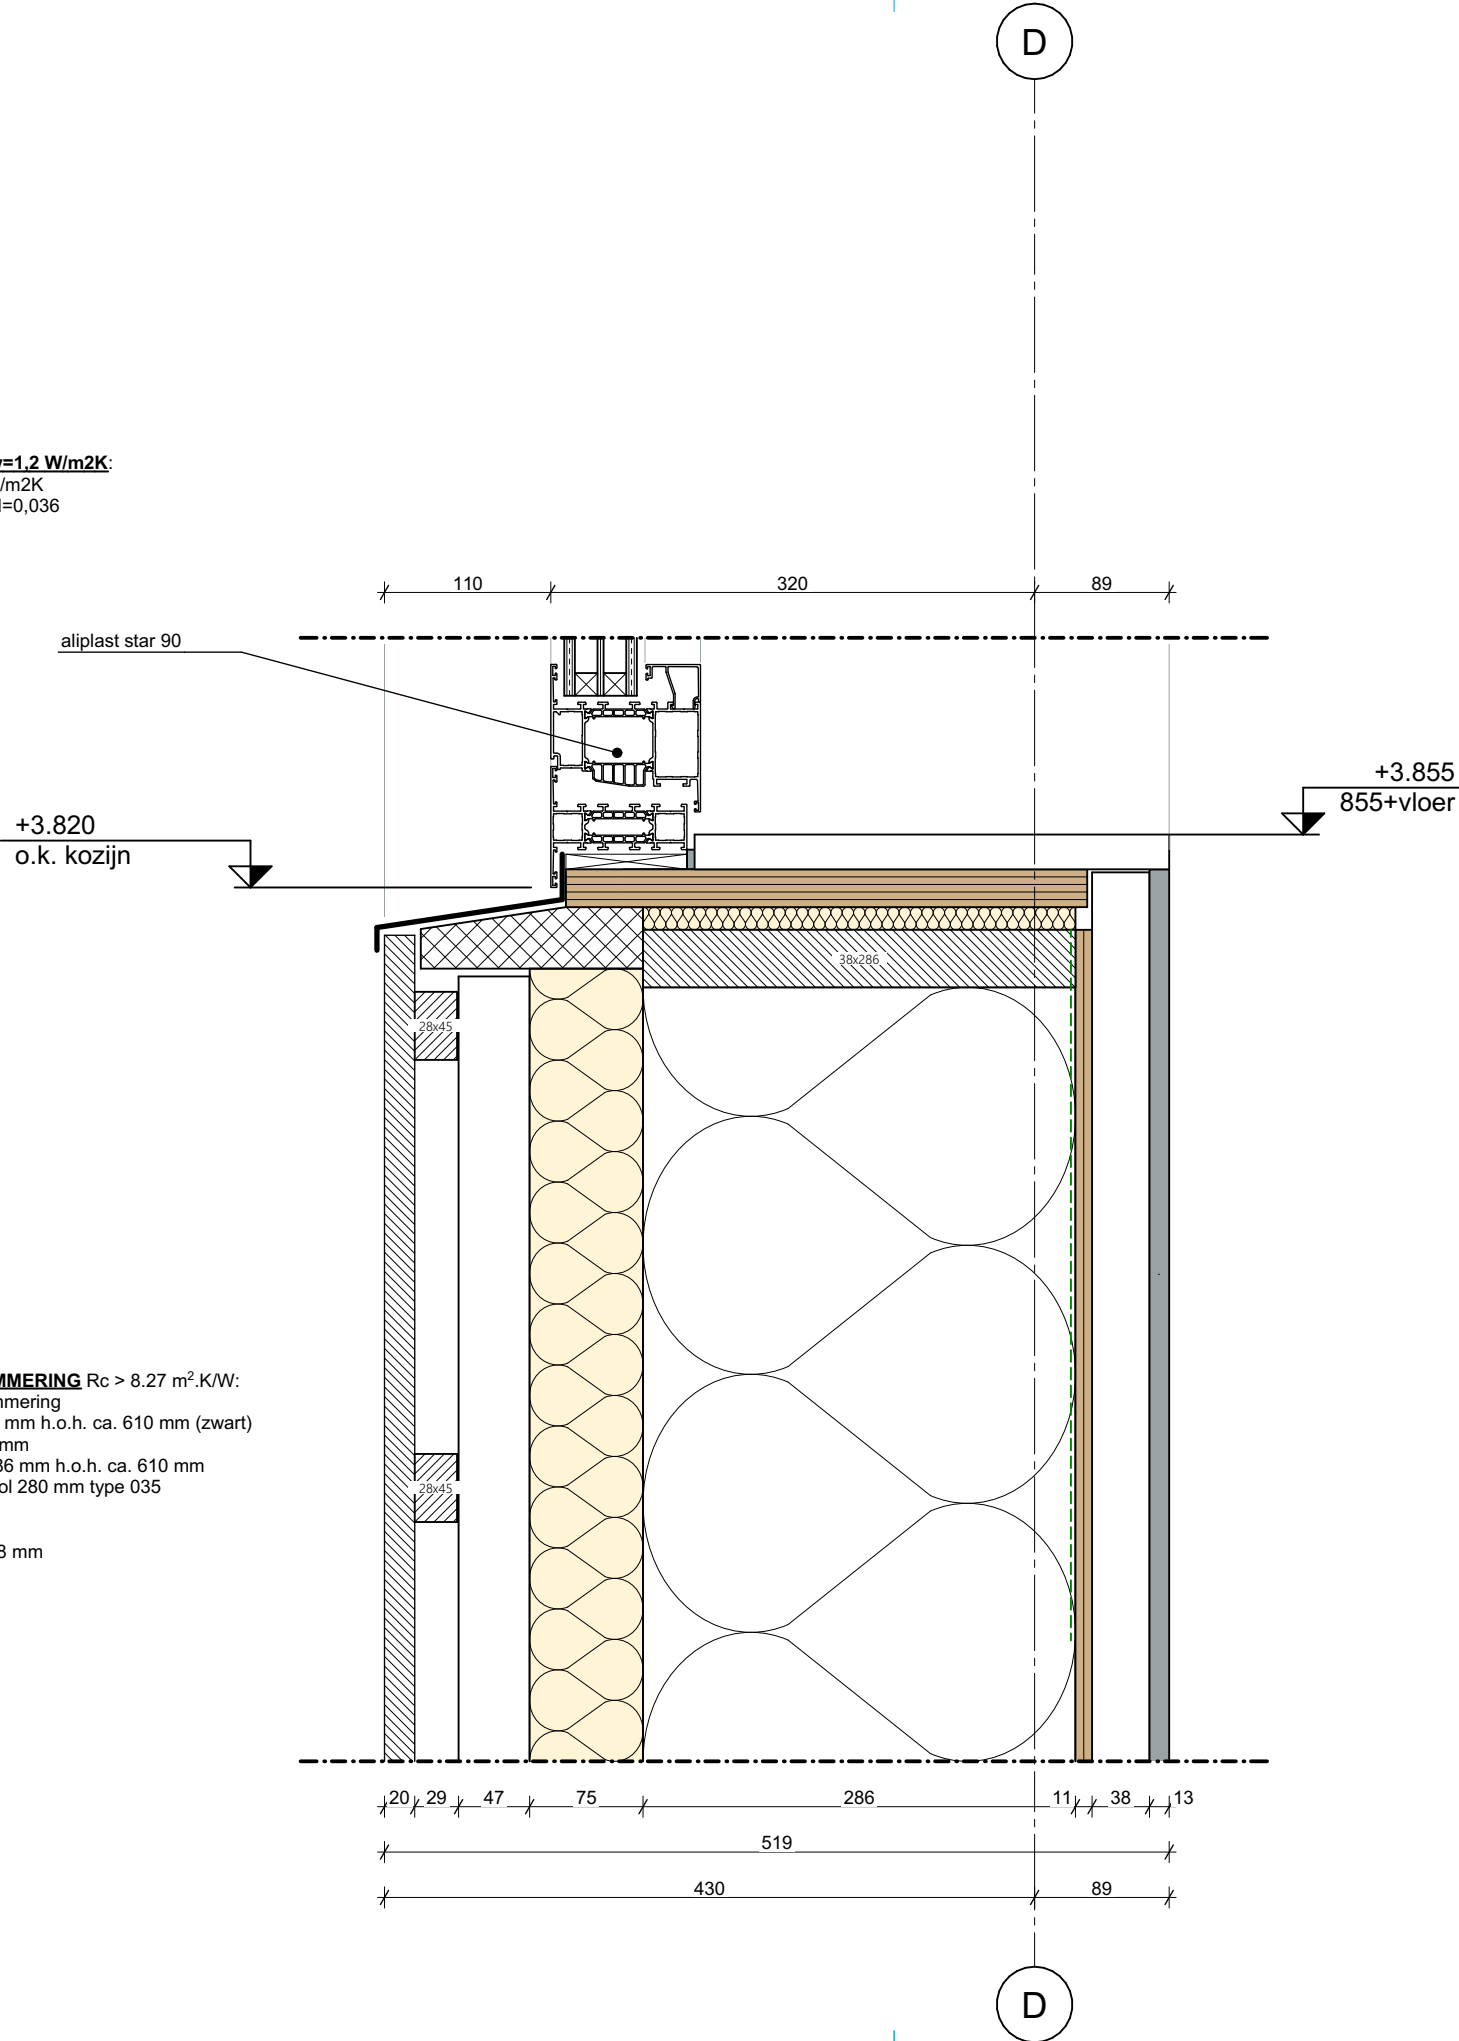 D
=1,2 W/m2K:
/m2K
=0,036
110
320
89
aliplast star 90
+3.855
855+vloer
+3.820
o.k. kozijn
38x286
28x45
MMERING Rc > 8.27 m².K/W:
nmering
mm h.o.h. ca. 610 mm (zwart)
mm
36 mm h.o.h. ca. 610 mm
ol 280 mm type 035
28x45
8 mm
20 29 47 75 286 11 38 13
519
430 89
D